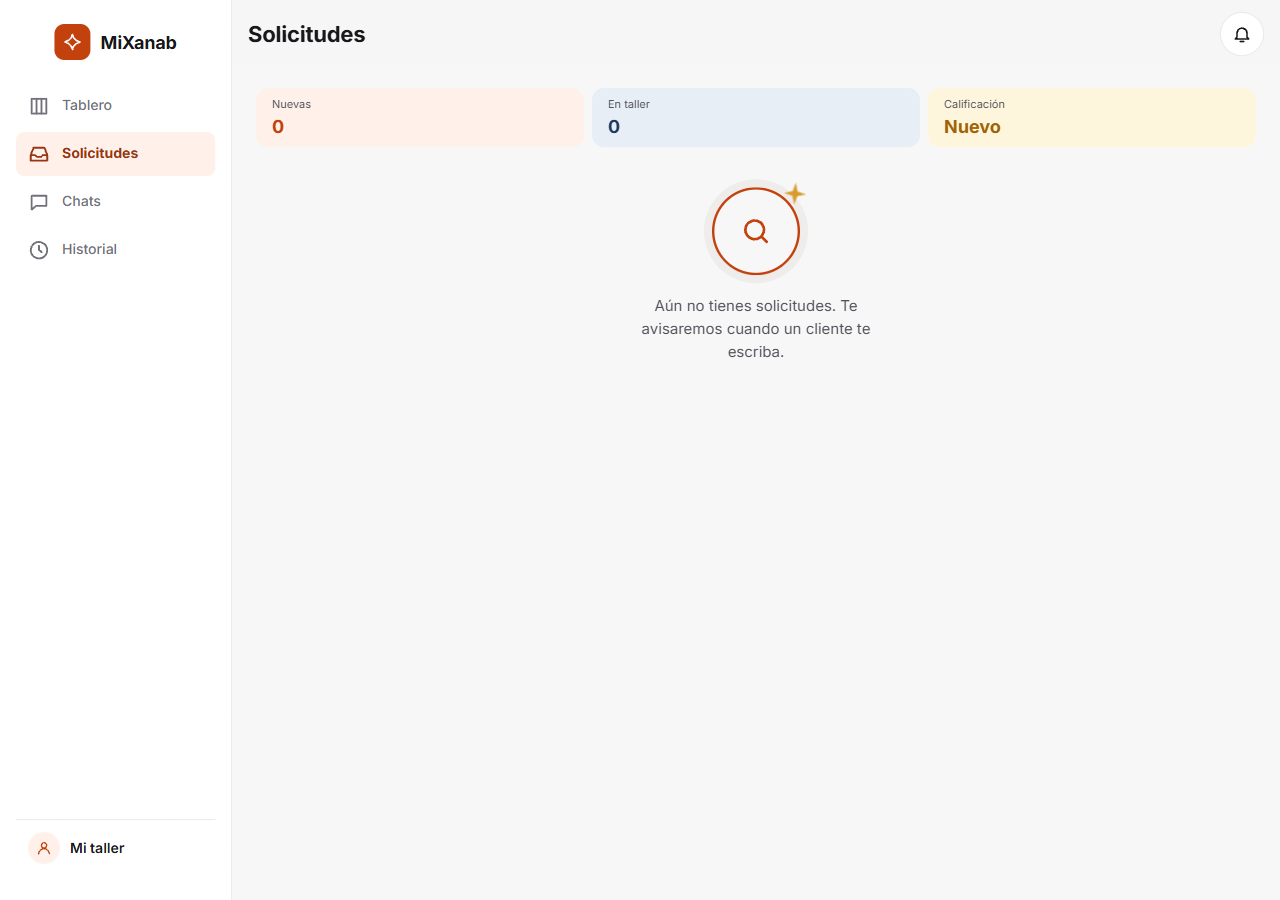 MiXanab
Tablero
Solicitudes
Chats
Historial
Mi taller
Solicitudes
Nuevas
0
En taller
0
Calificación
Nuevo
Aún no tienes solicitudes. Te
avisaremos cuando un cliente te
escriba.